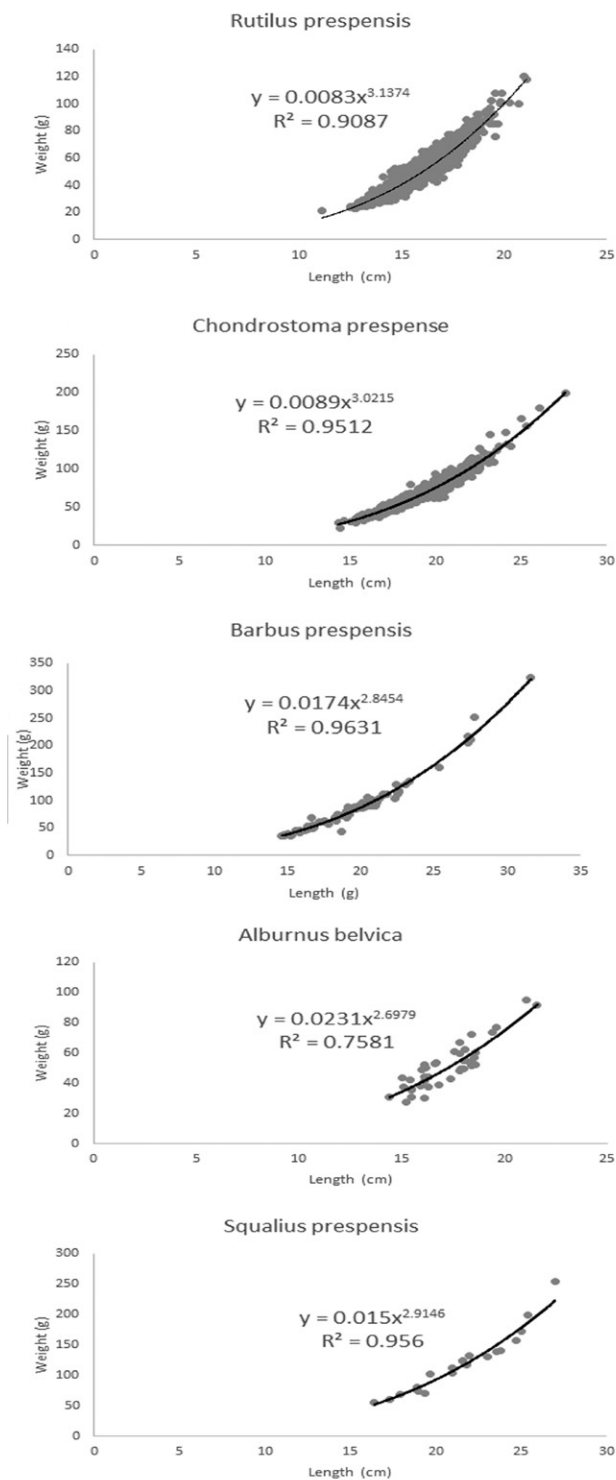 Rutilus prespensis
140
120
100
80
60
40
20
0
Weight (g)
y = 0.0083x^3.1374
R² = 0.9087
0 5 10 15 20 25
Length (cm)
Chondrostoma prespense
250
200
150
100
50
0
Weight (g)
y = 0.0089x^3.0215
R² = 0.9512
0 5 10 15 20 25 30
Length (cm)
Barbus prespensis
350
300
250
200
150
100
50
0
Weight (g)
y = 0.0174x^2.8454
R² = 0.9631
0 5 10 15 20 25 30 35
Length (g)
Alburnus belvica
120
100
80
60
40
20
0
Weight (g)
y = 0.0231x^2.6979
R² = 0.7581
0 5 10 15 20 25
Length (cm)
Squalius prespensis
300
250
200
150
100
50
0
Weight (g)
y = 0.015x^2.9146
R² = 0.956
0 5 10 15 20 25 30
Length (cm)